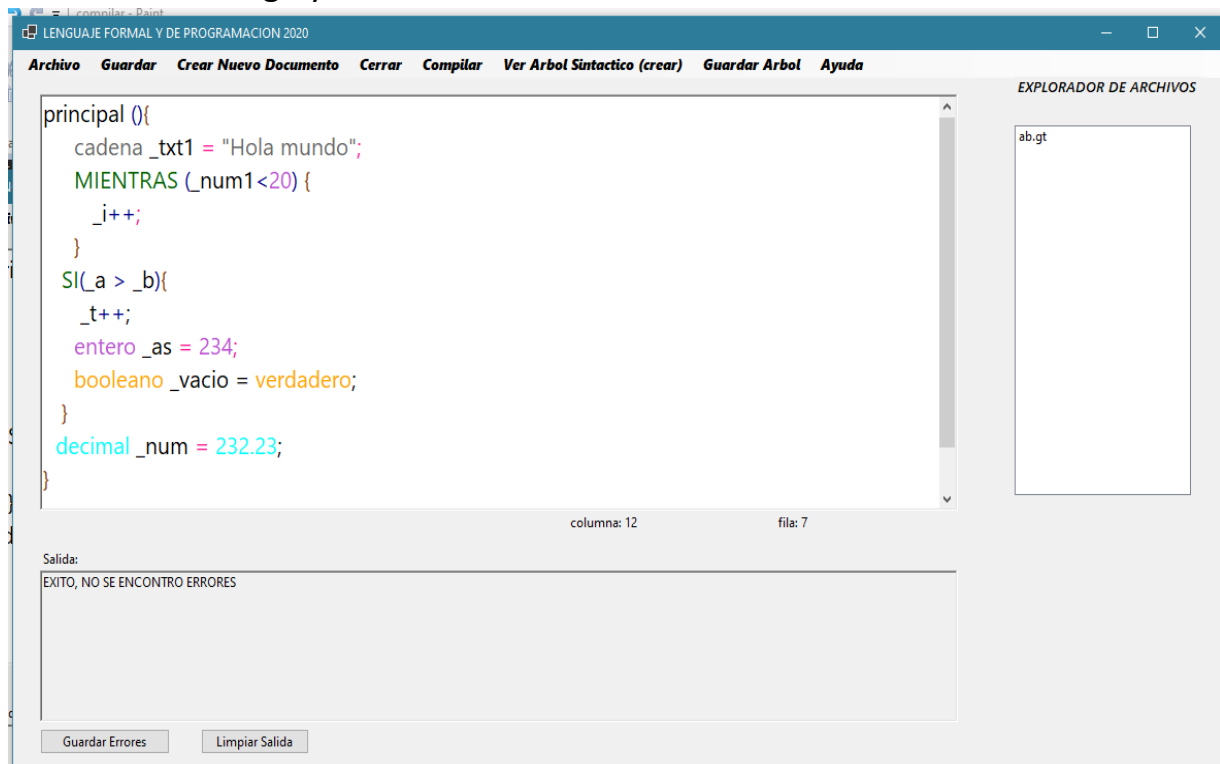 compilar - Paint
LENGUAJE FORMAL Y DE PROGRAMACION 2020
Archivo Guardar Crear Nuevo Documento Cerrar Compilar Ver Arbol Sintactico (crear) Guardar Arbol Ayuda
EXPLORADOR DE ARCHIVOS
ab.gt
principal (){
cadena _txt1 = "Hola mundo";
MIENTRAS (_num1<20) {
_i++;
}
SI(_a > _b){
_t++;
entero _as = 234;
booleano _vacio = verdadero;
}
decimal _num = 232.23;
}
columna: 12 fila: 7
Salida:
EXITO, NO SE ENCONTRO ERRORES
Guardar Errores Limpiar Salida